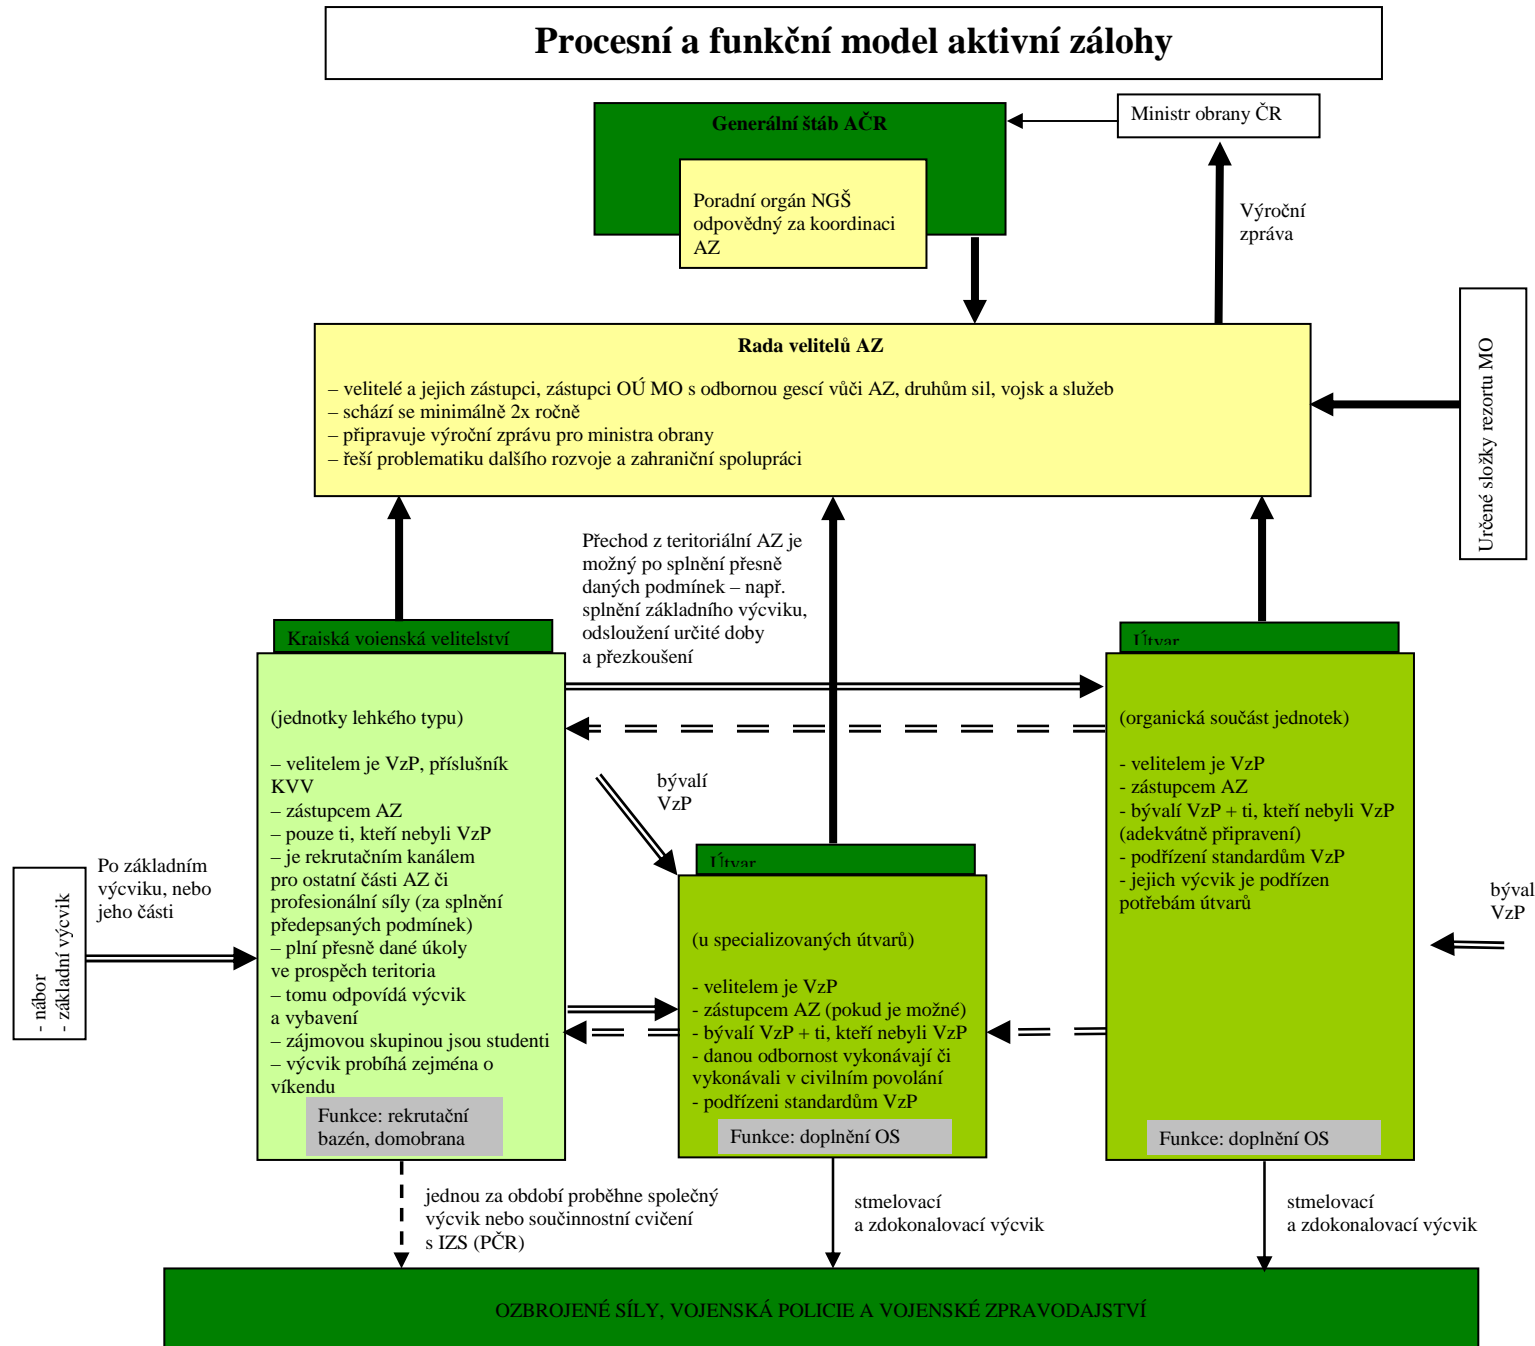 Procesní a funkční model aktivní zálohy
Generální štáb AČR
Ministr obrany ČR
Poradní orgán NGŠ
odpovědný za koordinaci
AZ
Výroční
zpráva
Určené složky rezortu MO
Rada velitelů AZ
– velitelé a jejich zástupci, zástupci OÚ MO s odbornou gescí vůči AZ, druhům sil, vojsk a služeb
– schází se minimálně 2x ročně
– připravuje výroční zprávu pro ministra obrany
– řeší problematiku dalšího rozvoje a zahraniční spolupráci
Přechod z teritoriální AZ je
možný po splnění přesně
daných podmínek – např.
splnění základního výcviku,
odsloužení určité doby
a přezkoušení
Krajská vojenská velitelství
(jednotky lehkého typu)
– velitelem je VzP, příslušník
KVV
– zástupcem AZ
– pouze ti, kteří nebyli VzP
– je rekrutačním kanálem
pro ostatní části AZ či
profesionální síly (za splnění
předepsaných podmínek)
– plní přesně dané úkoly
ve prospěch teritoria
– tomu odpovídá výcvik
a vybavení
– zájmovou skupinou jsou studenti
– výcvik probíhá zejména o
víkendu
Funkce: rekrutační
bazén, domobrana
- nábor
- základní výcvik
Po základním
výcviku, nebo
jeho části
bývalí
VzP
Útvar
(u specializovaných útvarů)
- velitelem je VzP
- zástupcem AZ (pokud je možné)
- bývalí VzP + ti, kteří nebyli VzP
- danou odbornost vykonávají či
vykonávali v civilním povolání
- podřízeni standardům VzP
Funkce: doplnění OS
Útvar
(organická součást jednotek)
- velitelem je VzP
- zástupcem AZ
- bývalí VzP + ti, kteří nebyli VzP
(adekvátně připravení)
- podřízení standardům VzP
- jejich výcvik je podřízen
potřebám útvarů
Funkce: doplnění OS
býval
VzP
jednou za období proběhne společný
výcvik nebo součinnostní cvičení
s IZS (PČR)
stmelovací
a zdokonalovací výcvik
stmelovací
a zdokonalovací výcvik
OZBROJENÉ SÍLY, VOJENSKÁ POLICIE A VOJENSKÉ ZPRAVODAJSTVÍ